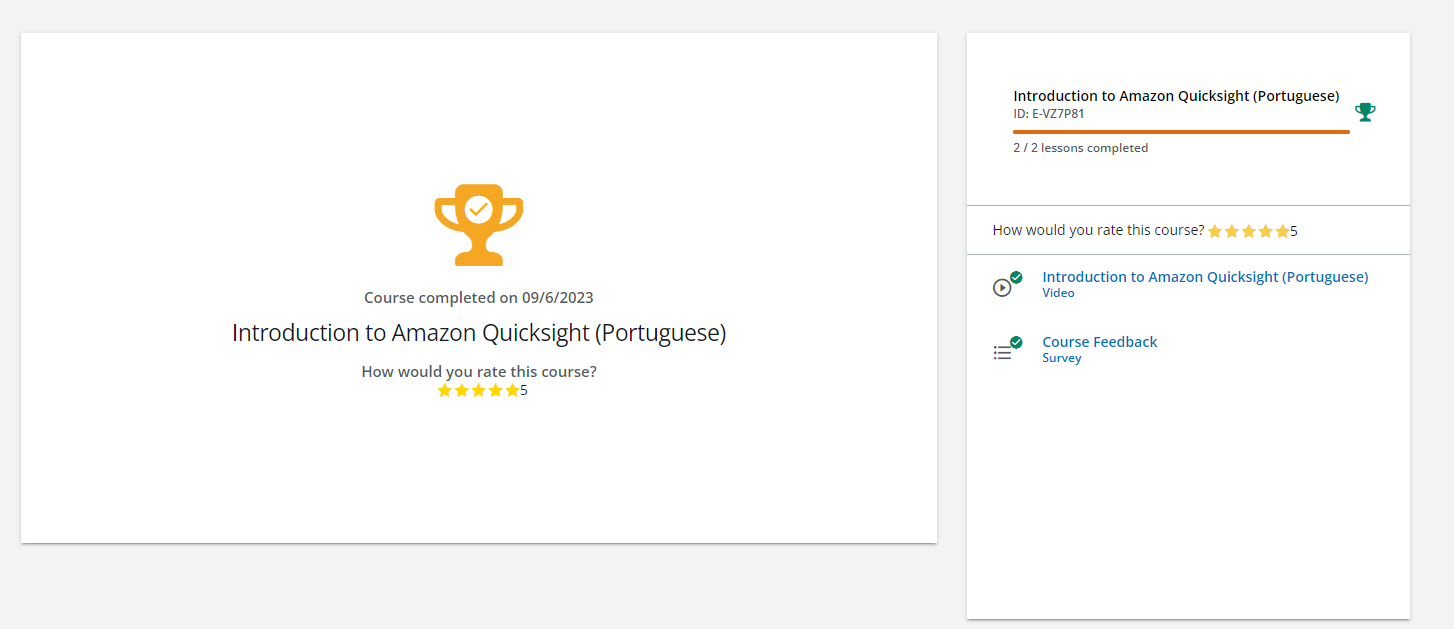 Course completed on 09/6/2023
Introduction to Amazon Quicksight (Portuguese)
How would you rate this course?
5
Introduction to Amazon Quicksight (Portuguese)
ID: E-VZ7P81
2 / 2 lessons completed
How would you rate this course? 5
Introduction to Amazon Quicksight (Portuguese)
Video
Course Feedback
Survey